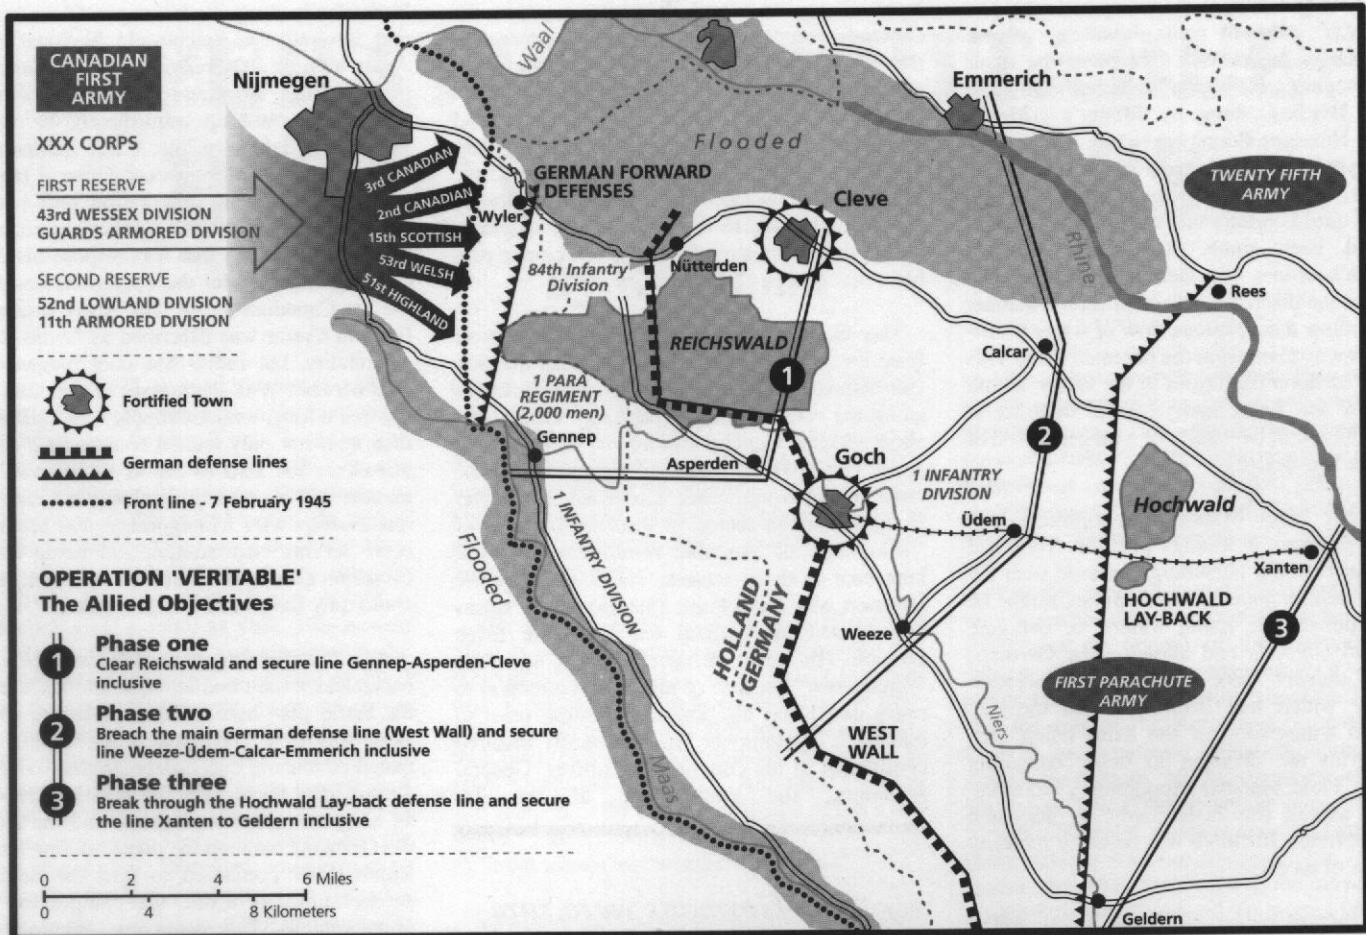 CANADIAN
FIRST
ARMY
XXX CORPS
FIRST RESERVE
43rd WESSEX DIVISION
GUARDS ARMORED DIVISION
SECOND RESERVE
52nd LOWLAND DIVISION
11th ARMORED DIVISION
Fortified Town
German defense lines
Front line - 7 February 1945
OPERATION 'VERITABLE'
The Allied Objectives
1
Phase one
Clear Reichswald and secure line Gennep-Asperden-Cleve
inclusive
2
Phase two
Breach the main German defense line (West Wall) and secure
line Weeze-Üdem-Calcar-Emmerich inclusive
3
Phase three
Break through the Hochwald Lay-back defense line and secure
the line Xanten to Geldern inclusive
0 2 4 6 Miles
0 4 8 Kilometers
Nijmegen
Waal
3rd CANADIAN
2nd CANADIAN
15th SCOTTISH
53rd WELSH
51st HIGHLAND
Wyler
GERMAN FORWARD
DEFENSES
Flooded
Emmerich
TWENTY FIFTH
ARMY
Cleve
Rhine
Rees
84th Infantry
Division
Nütterden
REICHSWALD
1
Calcar
1 PARA
REGIMENT
(2,000 men)
Gennep
Asperden
Goch
1 INFANTRY
DIVISION
2
Hochwald
Üdem
Xanten
HOCHWALD
LAY-BACK
3
Flooded
1 INFANTRY DIVISION
HOLLAND
GERMANY
Weeze
FIRST PARACHUTE
ARMY
Niers
WEST
WALL
Maas
Geldern